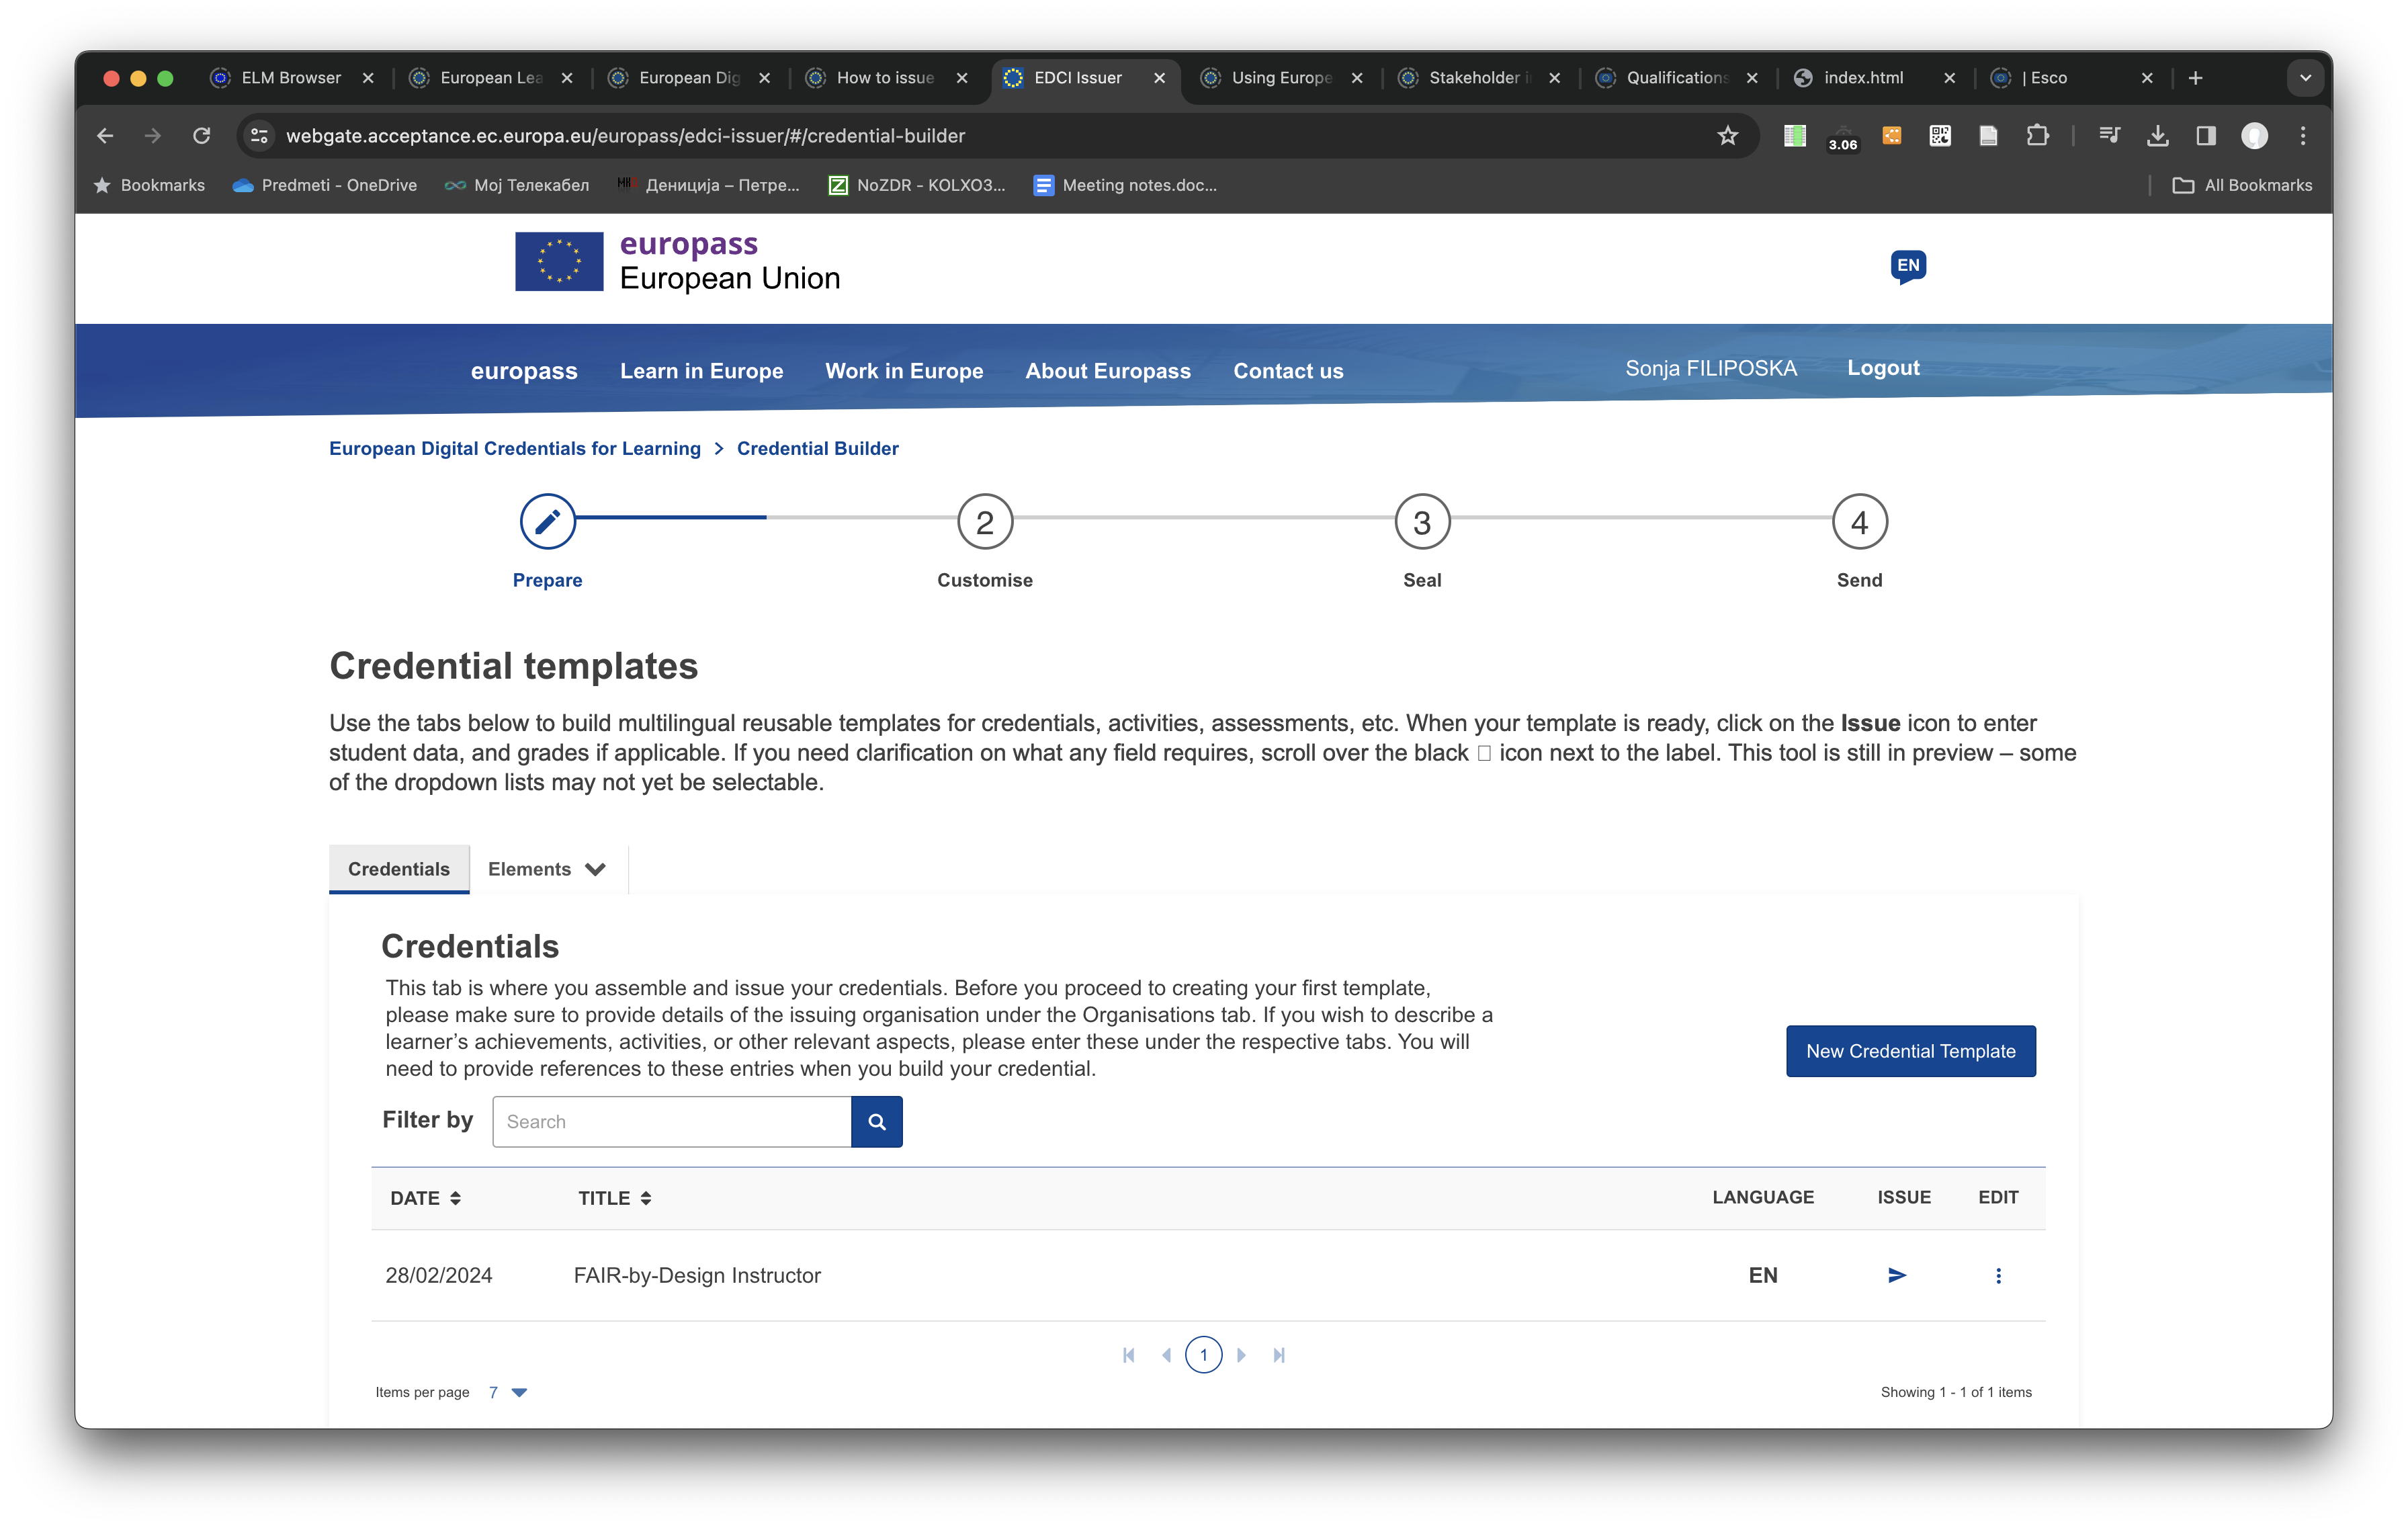 ELM Browser
European Lea
European Dig
How to issue
EDCI Issuer
Using Europe
Stakeholder i
Qualifications
index.html
| Esco
webgate.acceptance.ec.europa.eu/europass/edci-issuer/#/credential-builder
3.06
Bookmarks
Predmeti - OneDrive
Мој Телекабел
Дениција – Петре...
NoZDR - KOLXO3...
Meeting notes.doc...
All Bookmarks
europass
European Union
EN
europass
Learn in Europe
Work in Europe
About Europass
Contact us
Sonja FILIPOSKA
Logout
European Digital Credentials for Learning > Credential Builder
2
3
4
Prepare
Customise
Seal
Send
Credential templates
Use the tabs below to build multilingual reusable templates for credentials, activities, assessments, etc. When your template is ready, click on the Issue icon to enter
student data, and grades if applicable. If you need clarification on what any field requires, scroll over the black □ icon next to the label. This tool is still in preview – some
of the dropdown lists may not yet be selectable.
Credentials
Elements
Credentials
This tab is where you assemble and issue your credentials. Before you proceed to creating your first template,
please make sure to provide details of the issuing organisation under the Organisations tab. If you wish to describe a
learner’s achievements, activities, or other relevant aspects, please enter these under the respective tabs. You will
need to provide references to these entries when you build your credential.
New Credential Template
Filter by
Search
DATE
TITLE
LANGUAGE
ISSUE
EDIT
28/02/2024
FAIR-by-Design Instructor
EN
1
Items per page 7
Showing 1 - 1 of 1 items